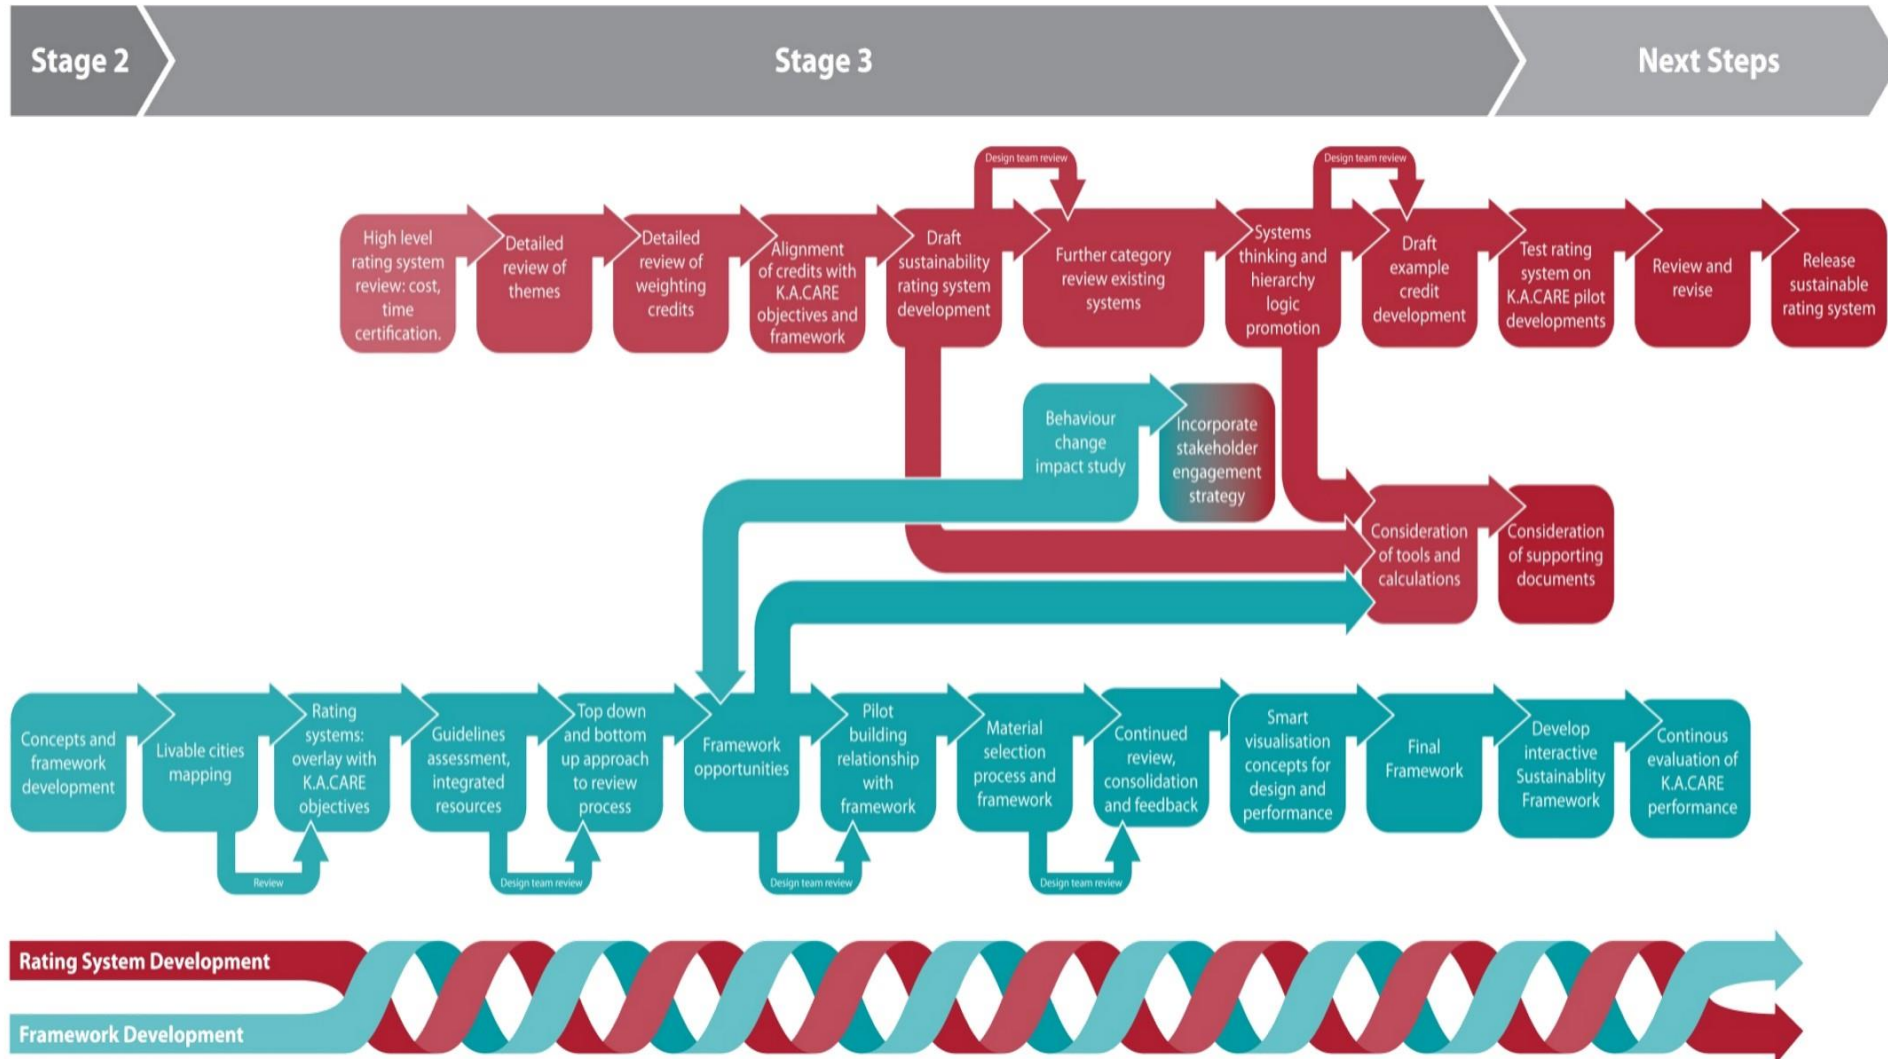 Stage 2
Stage 3
Next Steps
Design team review
Design team review
High level
rating system
review: cost,
time
certification.
Detailed
review of
themes
Detailed
review of
weighting
credits
Alignment
of credits with
K.A.CARE
objectives and
framework
Draft
sustainability
rating system
development
Further category
review existing
systems
Systems
thinking and
hierarchy
logic
promotion
Draft
example
credit
development
Test rating
system on
K.A.CARE pilot
developments
Review and
revise
Release
sustainable
rating system
Behaviour
change
impact study
Incorporate
stakeholder
engagement
strategy
Consideration
of tools and
calculations
Consideration
of supporting
documents
Concepts and
framework
development
Livable cities
mapping
Rating
systems:
overlay with
K.A.CARE
objectives
Guidelines
assessment,
integrated
resources
Top down
and bottom
up approach
to review
process
Framework
opportunities
Pilot
building
relationship
with
framework
Material
selection
process and
framework
Continued
review,
consolidation
and feedback
Smart
visualisation
concepts for
design and
performance
Final
Framework
Develop
interactive
Sustainablity
Framework
Continous
evaluation of
K.A.CARE
performance
Review
Design team review
Design team review
Design team review
Rating System Development
Framework Development